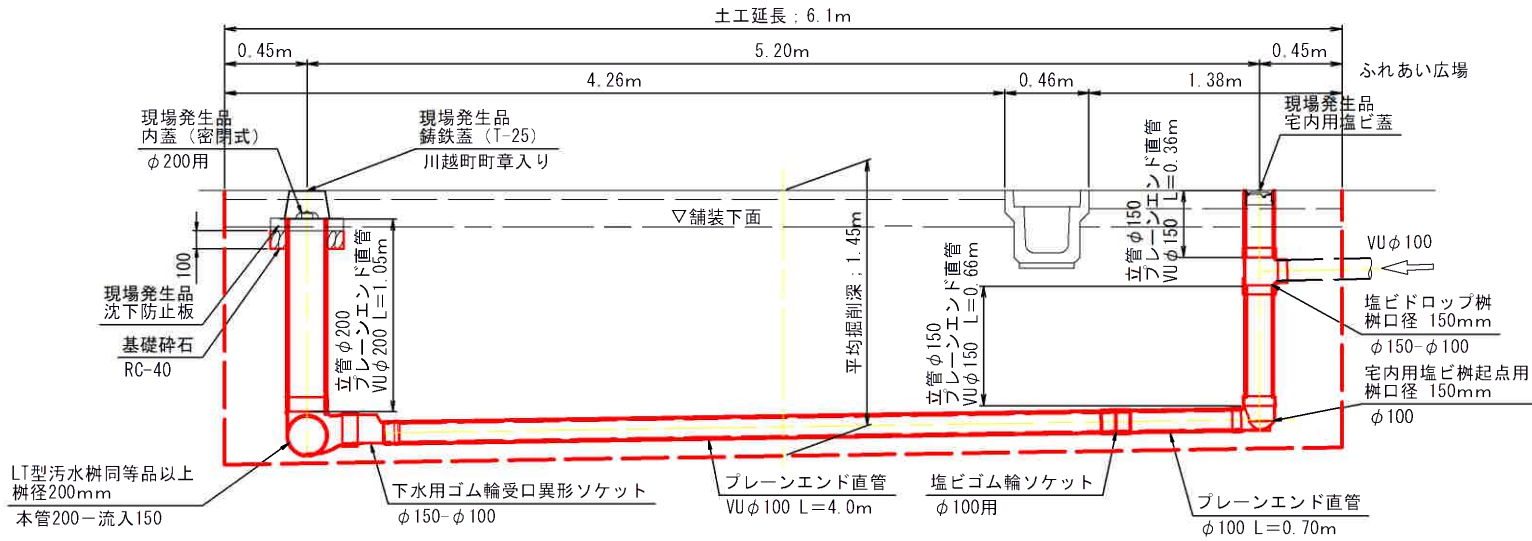 土工延長；6.1m
0.45m
5.20m
0.45m
4.26m
0.46m
1.38m
ふれあい広場
現場発生品
内蓋（密閉式）
φ200用
現場発生品
鋳鉄蓋（T-25）
川越町町章入り
現場発生品
宅内用塩ビ蓋
▽舗装下面
平均掘削深；1.45m
立管φ150
プレーンエンド直管
VUφ150 L=0.36m
VUφ100
100
現場発生品
沈下防止板
基礎砕石
RC-40
立管φ200
プレーンエンド直管
VUφ200 L=1.05m
立管φ150
プレーンエンド直管
VUφ150 L=0.66m
塩ビドロップ桝
桝口径 150mm
φ150-φ100
宅内用塩ビ桝起点用
桝口径 150mm
φ100
LT型汚水桝同等品以上
桝径200mm
本管200－流入150
下水用ゴム輪受口異形ソケット
φ150-φ100
プレーンエンド直管
VUφ100 L=4.0m
塩ビゴム輪ソケット
φ100用
プレーンエンド直管
φ100 L=0.70m